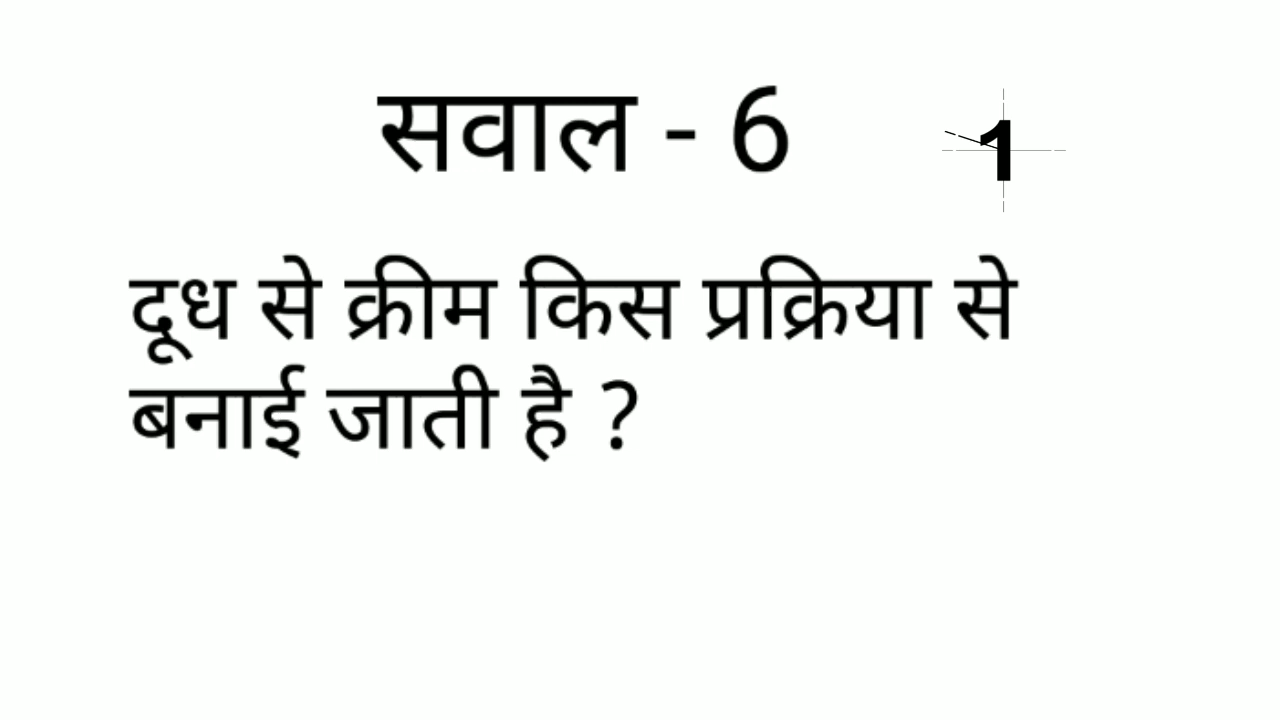 सवाल - 6
1
दूध से क्रीम किस प्रक्रिया से
बनाई जाती है ?